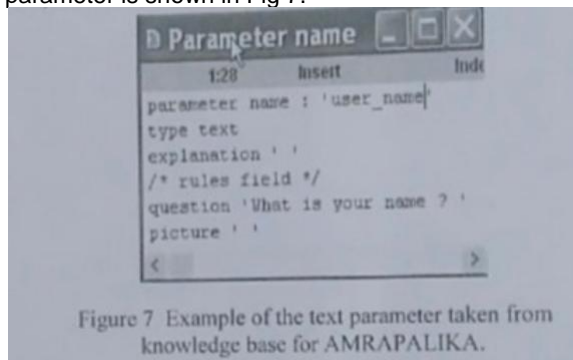 parameter is shown in Fig 7.
Parameter name
1:28 Insert Inde
parameter name : 'user_name'
type text
explanation ' '
/* rules field */
question 'What is your name ? '
picture ' '
Figure 7 Example of the text parameter taken from
knowledge base for AMRAPALIKA.